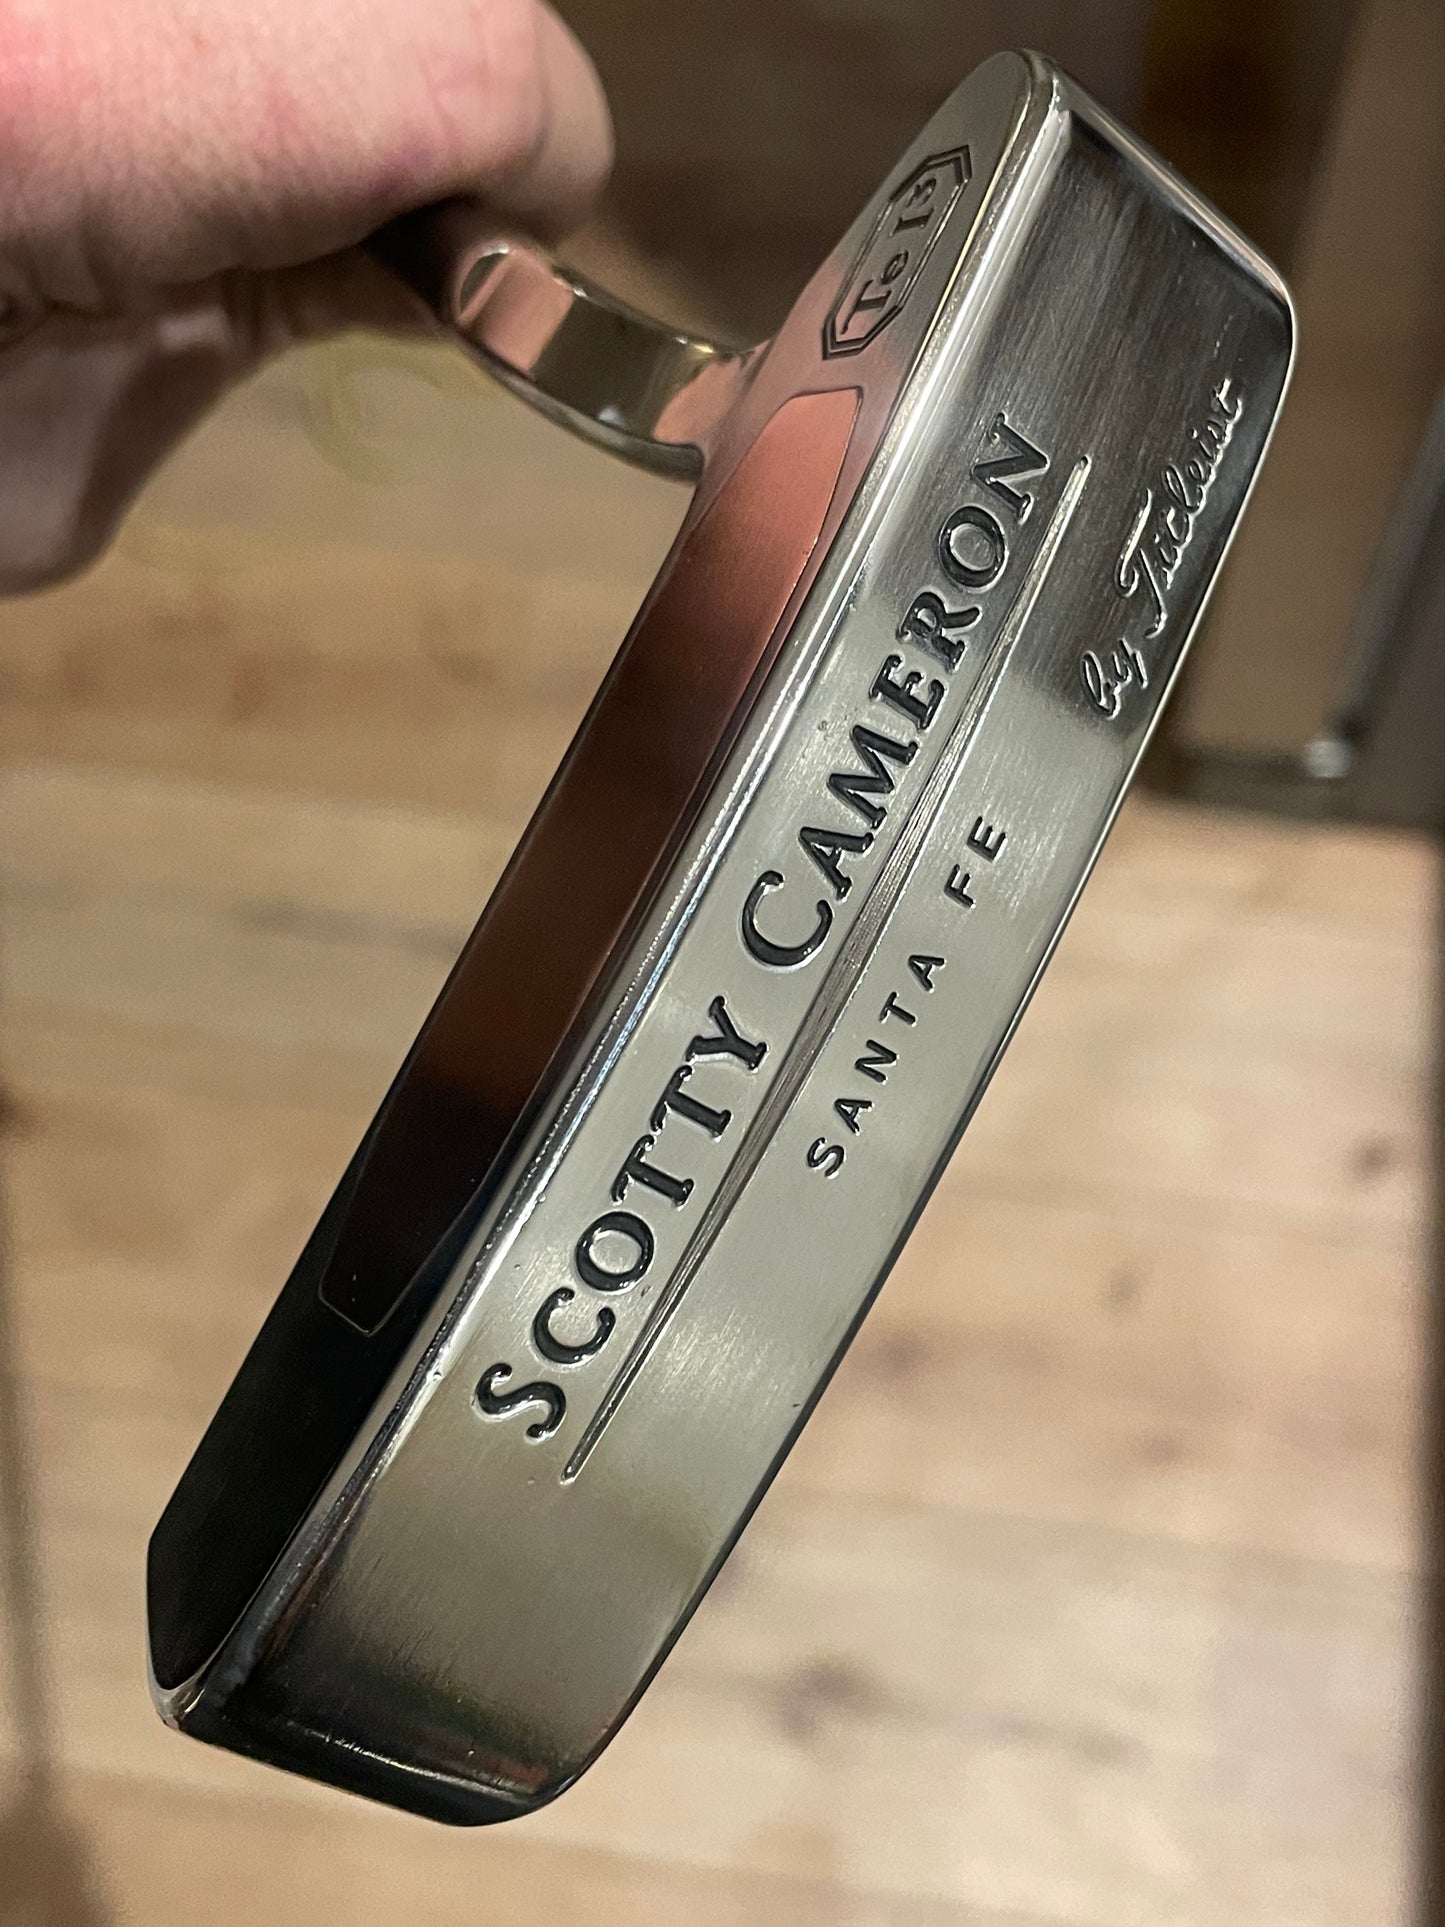 SCOTTY CAMERON
SANTA FE
by Titleist
Te I3